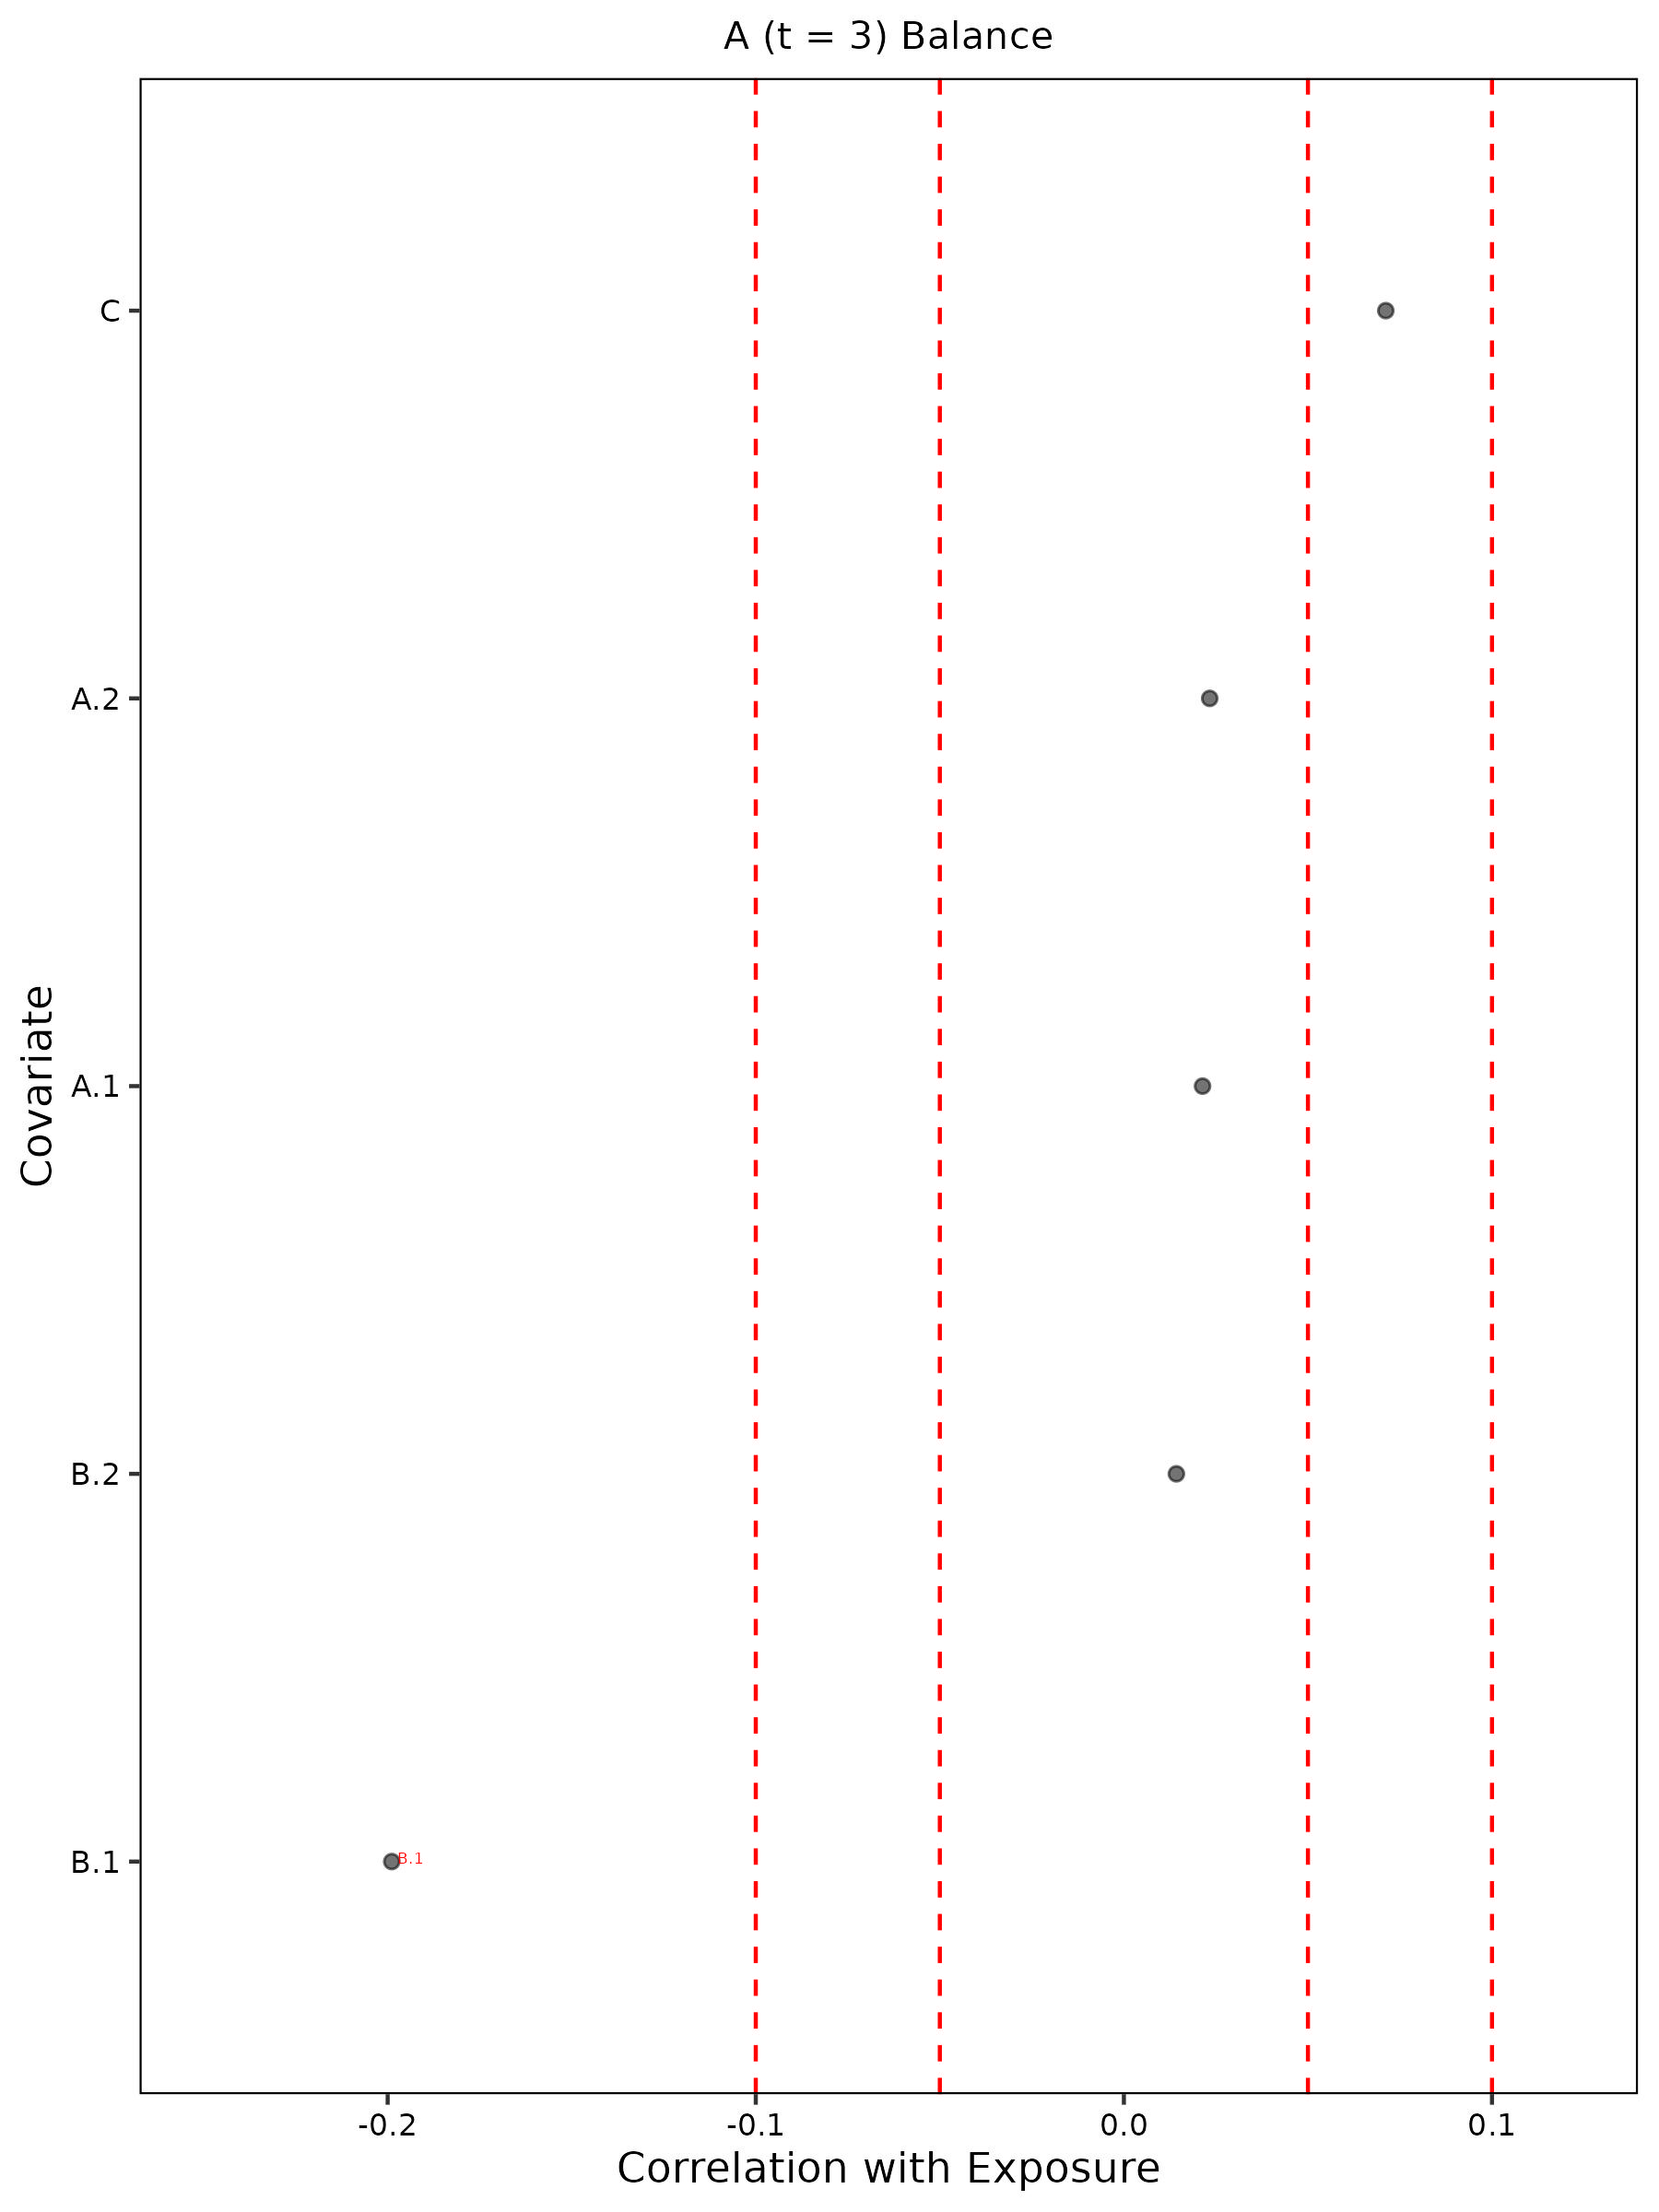 A (t = 3) Balance
Covariate
C
A.2
A.1
B.2
B.1
B.1
-0.2 -0.1 0.0 0.1
Correlation with Exposure